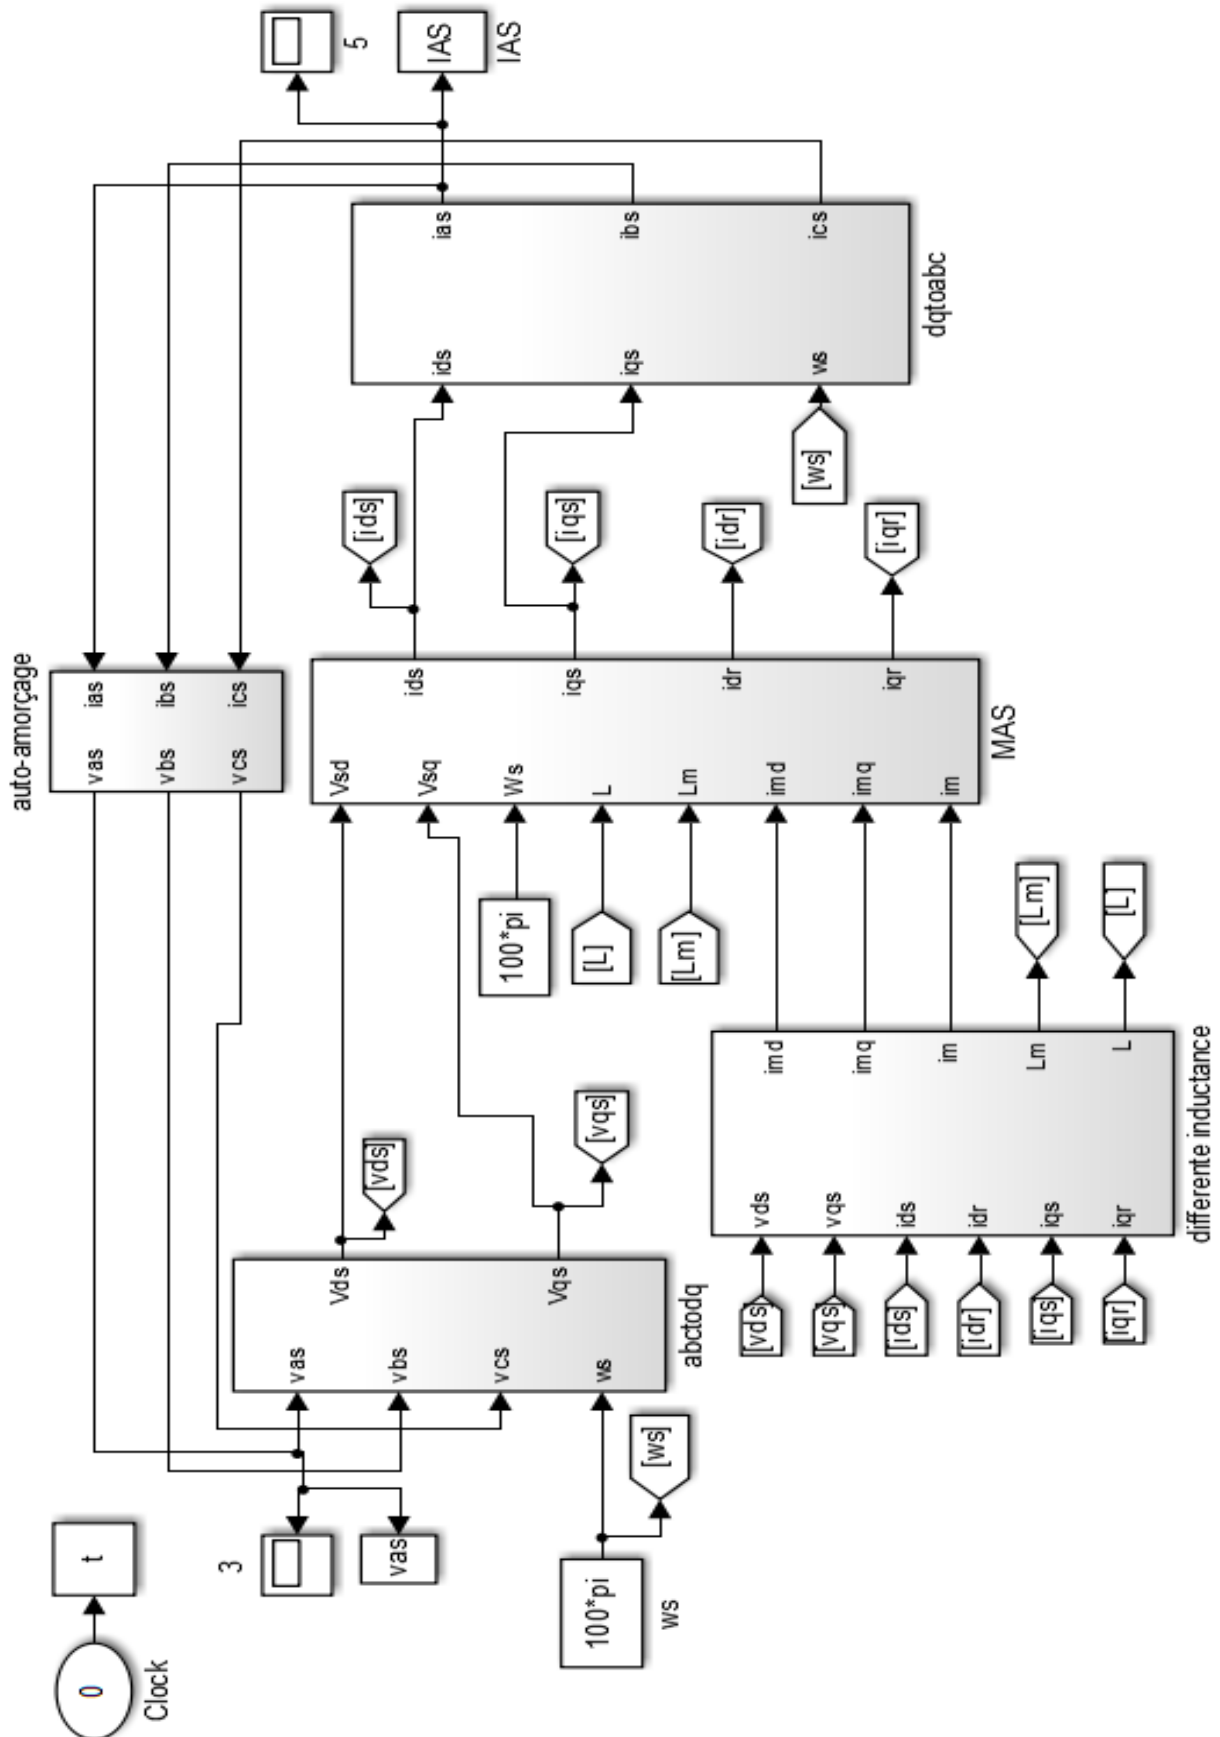 Clock
0
t
3
vas
100*pi
ws
[ws]
abctodq
vas
vbs
vcs
ws
Vds
Vqs
[vds]
[vqs]
auto-amorçage
vas
vbs
vcs
ias
ibs
ics
100*pi
[L]
[Lm]
MAS
Vsd
Vsq
Ws
L
Lm
imd
imq
im
ids
iqs
idr
iqr
[ids]
[iqs]
[idr]
[iqr]
[ws]
dqtoabc
ids
iqs
ws
ias
ibs
ics
5
IAS
IAS
[vds]
[vqs]
[ids]
[idr]
[iqs]
[iqr]
differente inductance
vds
vqs
ids
idr
iqs
iqr
imd
imq
im
Lm
L
[Lm]
[L]